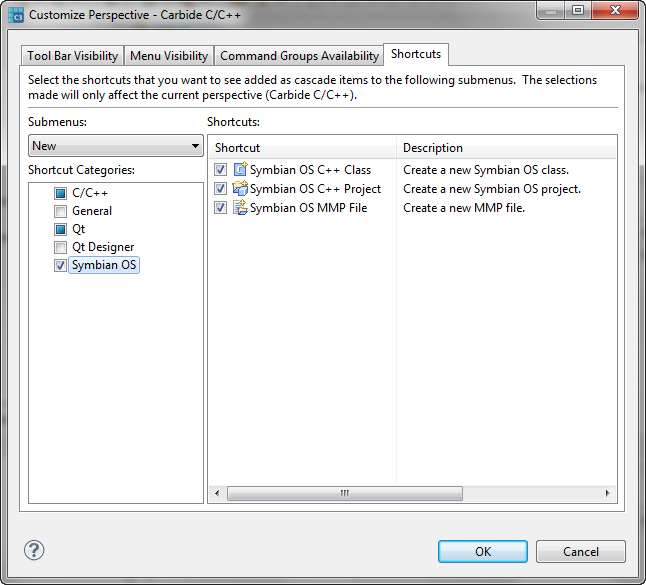 Customize Perspective - Carbide C/C++
Tool Bar Visibility Menu Visibility Command Groups Availability Shortcuts
Select the shortcuts that you want to see added as cascade items to the following submenus.  The selections
made will only affect the current perspective (Carbide C/C++).
Submenus:
New
Shortcut Categories:
C/C++
General
Qt
Qt Designer
Symbian OS
Shortcuts:
Shortcut Description
Symbian OS C++ Class Create a new Symbian OS class.
Symbian OS C++ Project Create a new Symbian OS project.
Symbian OS MMP File Create a new MMP file.
?
OK Cancel